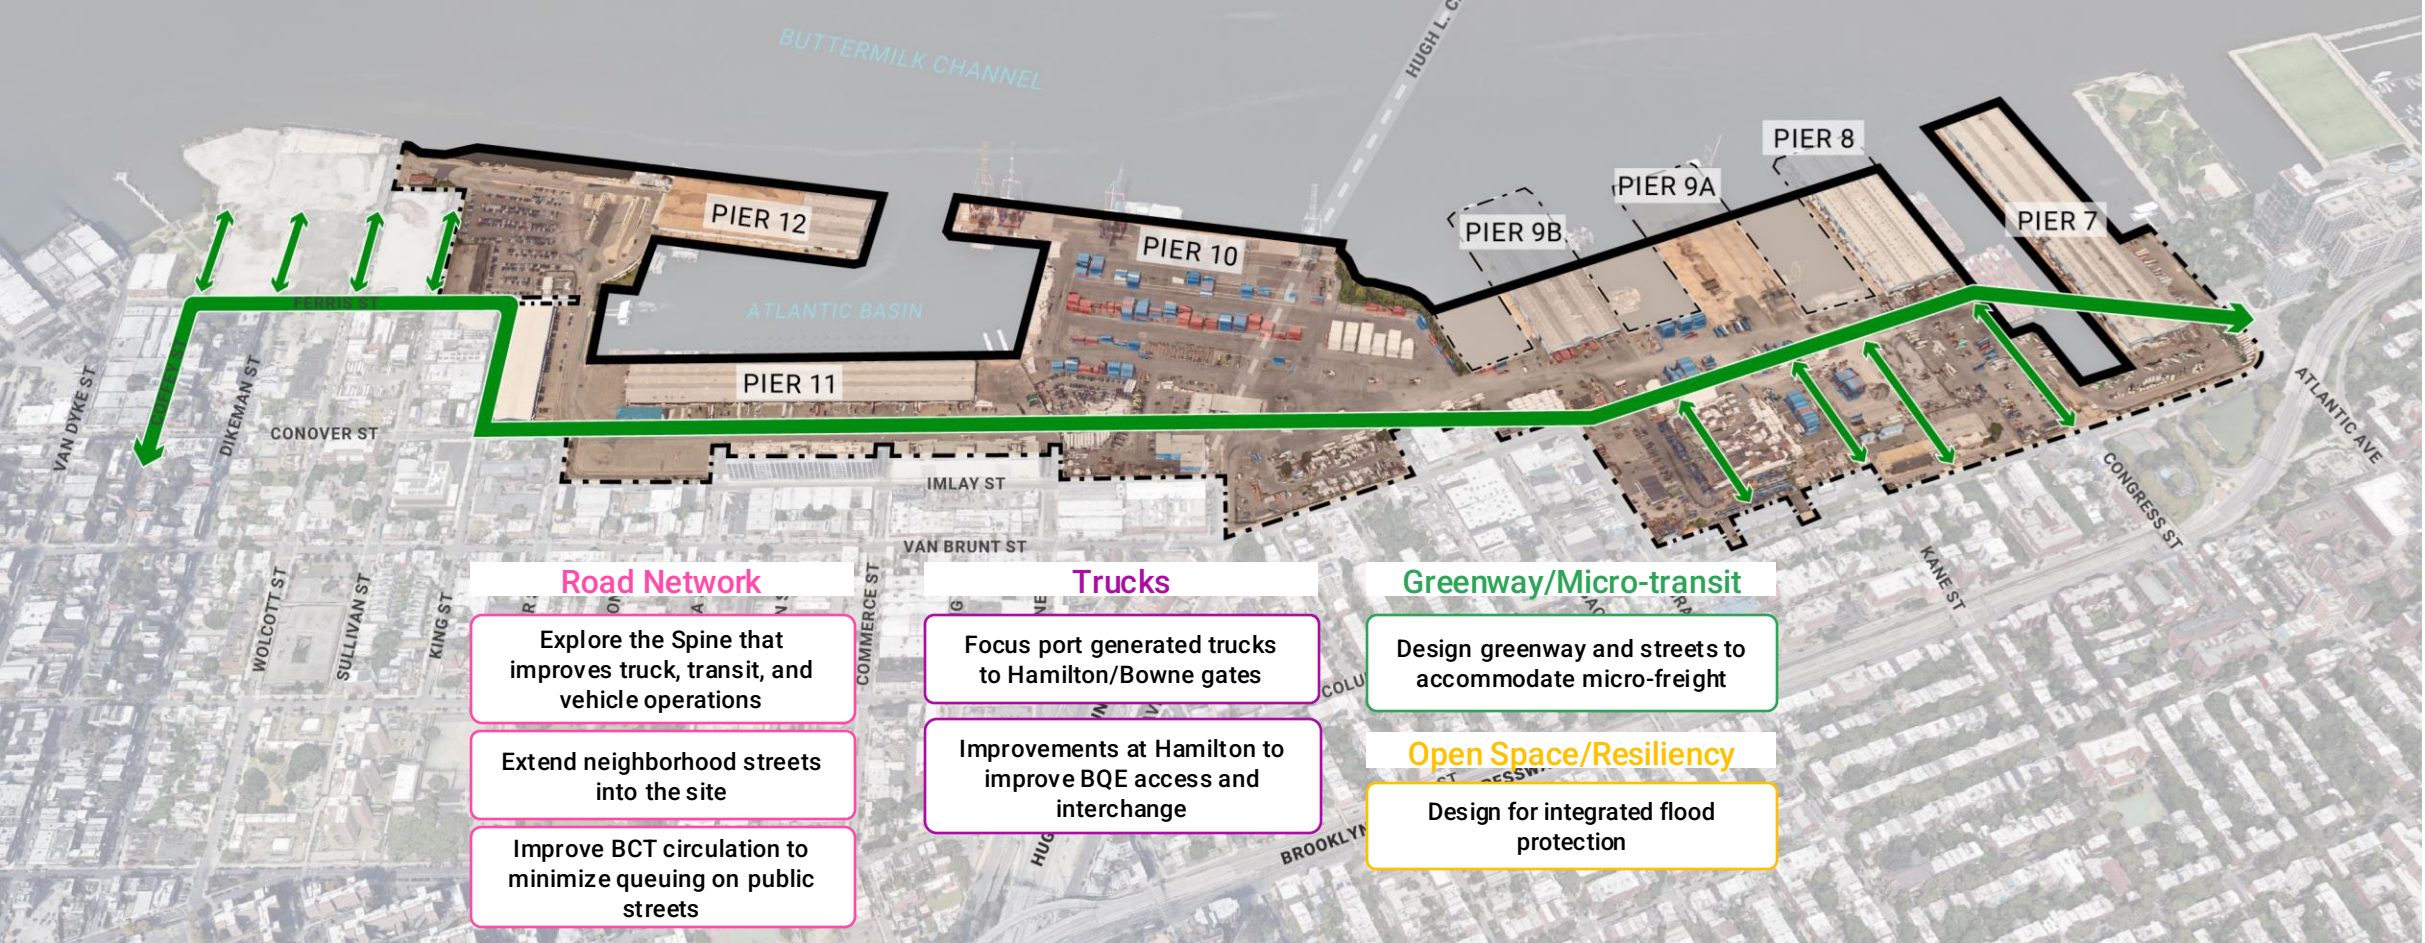 BUTTERMILK CHANNEL
HUGH L.
PIER 8
PIER 9A
PIER 12
PIER 7
PIER 9B
PIER 10
FERRIS ST
ATLANTIC BASIN
PIER 11
COFFEY ST
VAN DYKE ST
DIKEMAN ST
CONOVER ST
ATLANTIC AVE
IMLAY ST
CONGRESS ST
VAN BRUNT ST
KANE ST
WOLCOTT ST
SULLIVAN ST
KING ST
COMMERCE ST
Road Network
Explore the Spine that
improves truck, transit, and
vehicle operations
Extend neighborhood streets
into the site
Improve BCT circulation to
minimize queuing on public
streets
Trucks
Focus port generated trucks
to Hamilton/Bowne gates
Improvements at Hamilton to
improve BQE access and
interchange
Greenway/Micro-transit
Design greenway and streets to
accommodate micro-freight
Open Space/Resiliency
Design for integrated flood
protection
COLU
HUG
BROOKLYN
ST